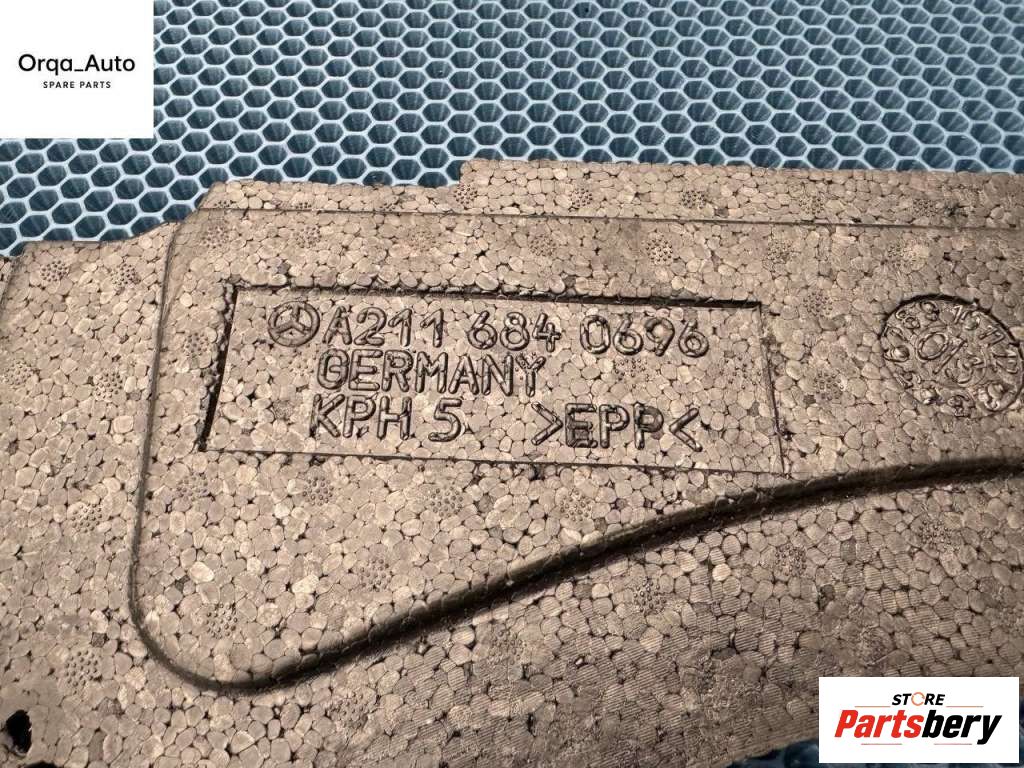 Orqa_Auto
SPARE PARTS
A211 684 0696
GERMANY
KPH 5 >EPP<
STORE
Partsbery